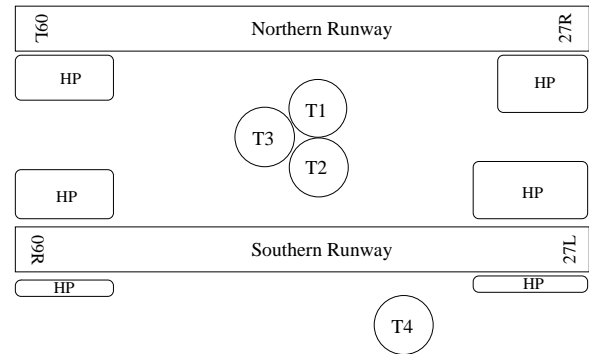 09L
Northern Runway
27R
HP
HP
T1
T3
T2
HP
HP
09R
Southern Runway
27L
HP
HP
T4